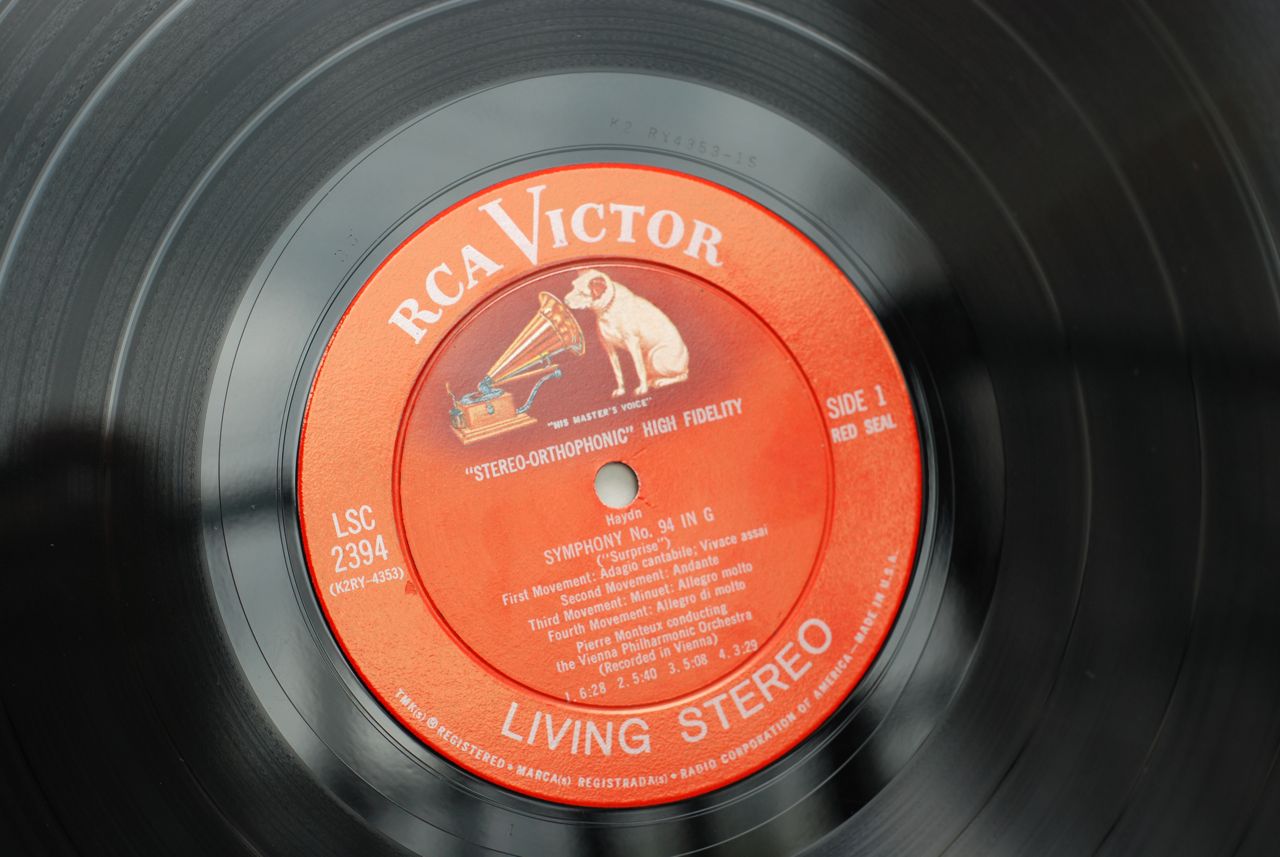 K2 RY4353-1S
RCA VICTOR
"HIS MASTER'S VOICE"
"STEREO-ORTHOPHONIC" HIGH FIDELITY
SIDE 1
RED SEAL
LSC
2394
(K2RY-4353)
Haydn
SYMPHONY No. 94 IN G
("Surprise")
First Movement: Adagio cantabile; Vivace assai
Second Movement: Andante
Third Movement: Minuet: Allegro molto
Fourth Movement: Allegro di molto
Pierre Monteux conducting
the Vienna Philharmonic Orchestra
(Recorded in Vienna)
1. 6:28 2. 5:40 3. 5:08 4. 3:29
LIVING STEREO
TMK(s) ® REGISTERED • MARCA(s) REGISTRADA(s) • RADIO CORPORATION OF AMERICA—MADE IN U.S.A.